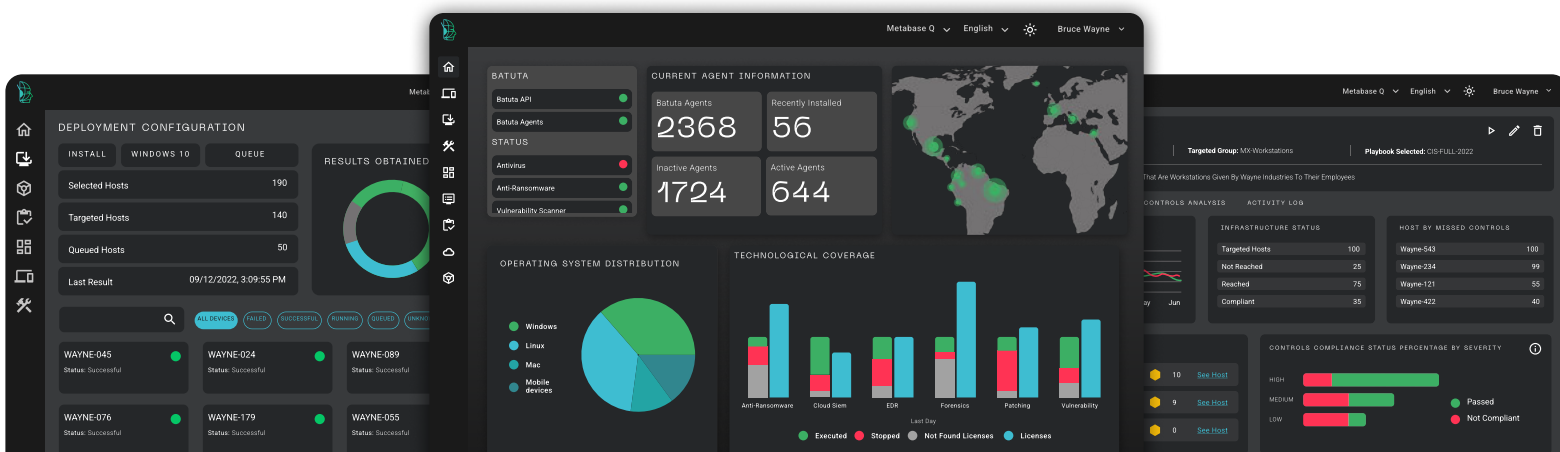 Metab
DEPLOYMENT CONFIGURATION
INSTALL WINDOWS 10 QUEUE
Selected Hosts 190
Targeted Hosts 140
Queued Hosts 50
Last Result 09/12/2022, 3:09:55 PM
RESULTS OBTAINED
ALL DEVICES FAILED SUCCESSFUL RUNNING QUEUED UNKNO
WAYNE-045
Status: Successful
WAYNE-024
Status: Successful
WAYNE-089
Status: Successful
WAYNE-076
Status: Successful
WAYNE-179
Status: Successful
WAYNE-055
Status: Successful
Metabase Q English Bruce Wayne
BATUTA
Batuta API
Batuta Agents
STATUS
Antivirus
Anti-Ransomware
Vulnerability Scanner
CURRENT AGENT INFORMATION
Batuta Agents
2368
Recently Installed
56
Inactive Agents
1724
Active Agents
644
OPERATING SYSTEM DISTRIBUTION
Windows
Linux
Mac
Mobile
devices
TECHNOLOGICAL COVERAGE
Anti-Ransomware Cloud Siem EDR Forensics Patching Vulnerability
Last Day
Executed Stopped Not Found Licenses Licenses
Metabase Q English Bruce Wayne
Targeted Group: MX-Workstations Playbook Selected: CIS-FULL-2022
That Are Workstations Given By Wayne Industries To Their Employees
CONTROLS ANALYSIS ACTIVITY LOG
ay Jun
INFRASTRUCTURE STATUS
Targeted Hosts 100
Not Reached 25
Reached 75
Compliant 35
HOST BY MISSED CONTROLS
Wayne-543 100
Wayne-234 99
Wayne-121 55
Wayne-422 40
10 See Host
9 See Host
0 See Host
CONTROLS COMPLIANCE STATUS PERCENTAGE BY SEVERITY
HIGH
MEDIUM
LOW
Passed
Not Compliant